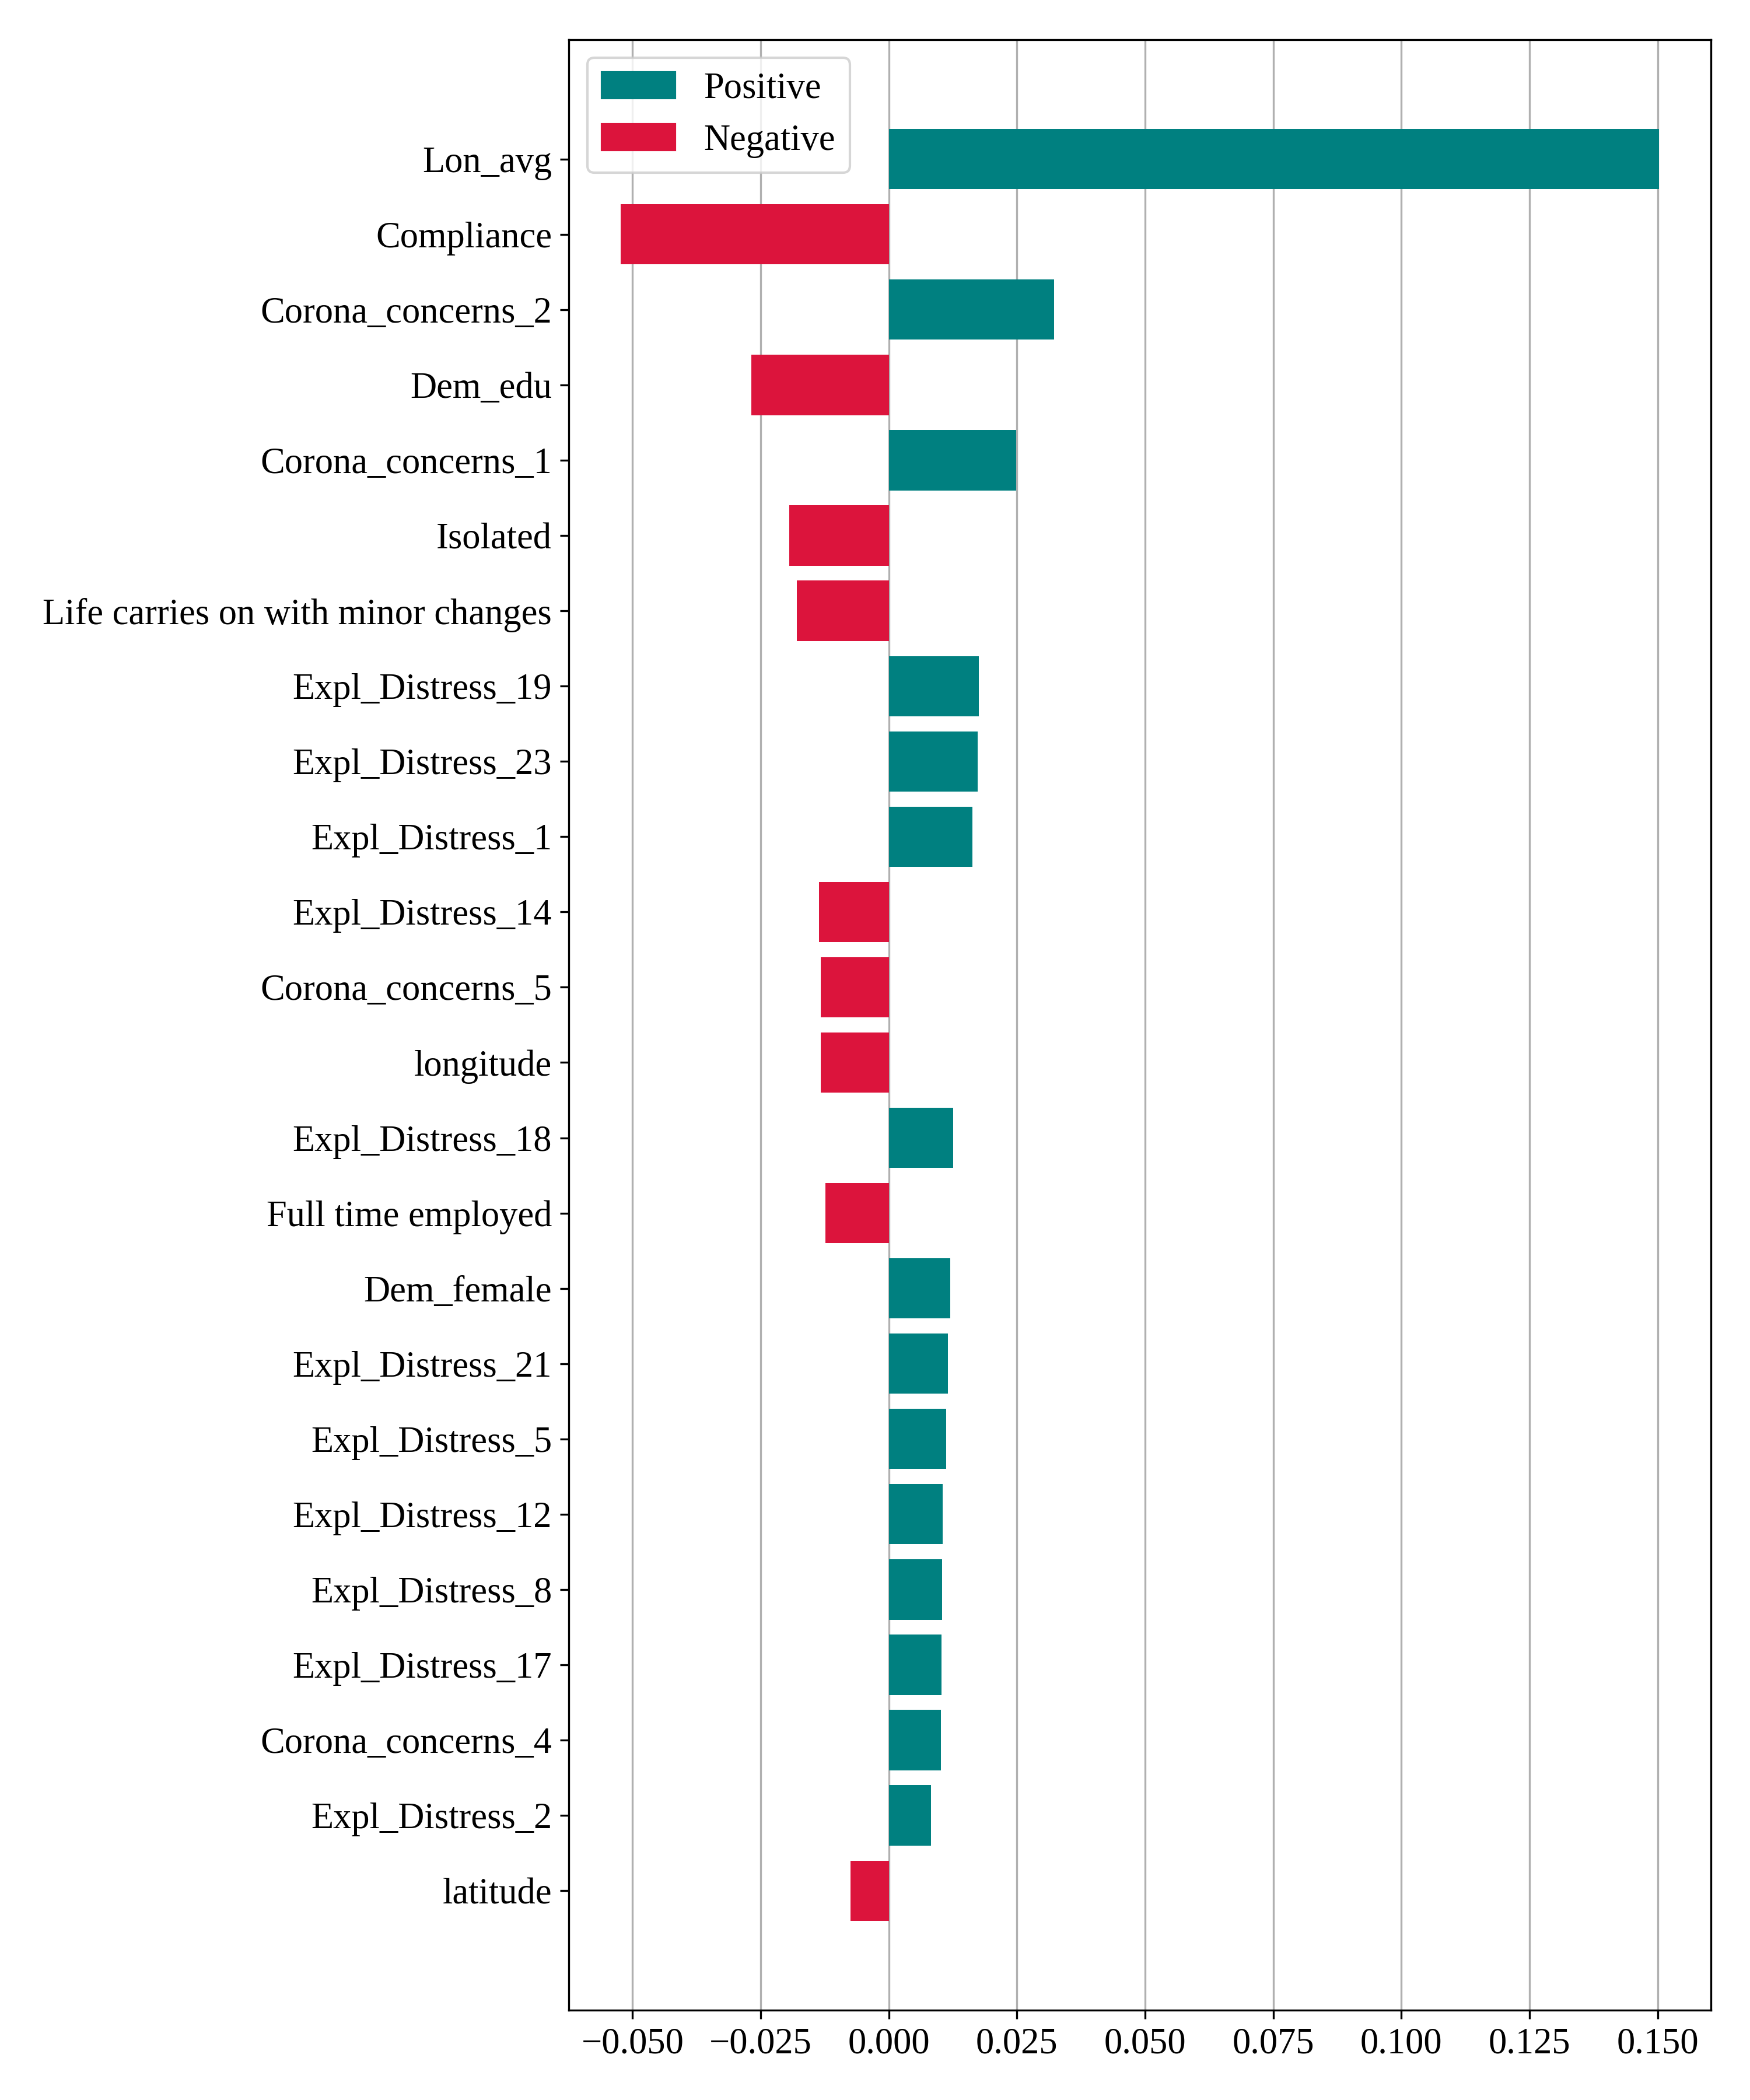 Positive
Negative
Lon_avg
Compliance
Corona_concerns_2
Dem_edu
Corona_concerns_1
Isolated
Life carries on with minor changes
Expl_Distress_19
Expl_Distress_23
Expl_Distress_1
Expl_Distress_14
Corona_concerns_5
longitude
Expl_Distress_18
Full time employed
Dem_female
Expl_Distress_21
Expl_Distress_5
Expl_Distress_12
Expl_Distress_8
Expl_Distress_17
Corona_concerns_4
Expl_Distress_2
latitude
−0.050 −0.025 0.000 0.025 0.050 0.075 0.100 0.125 0.150